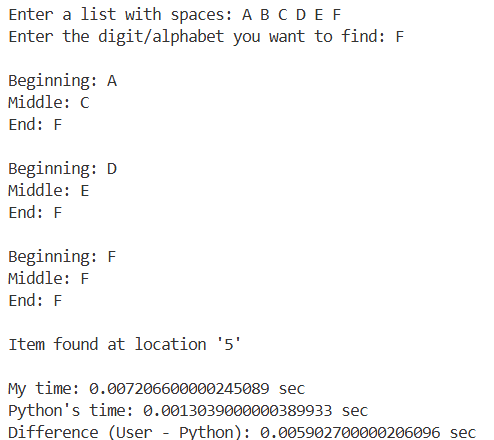 Enter a list with spaces: A B C D E F
Enter the digit/alphabet you want to find: F
Beginning: A
Middle: C
End: F
Beginning: D
Middle: E
End: F
Beginning: F
Middle: F
End: F
Item found at location '5'
My time: 0.007206600000245089 sec
Python's time: 0.0013039000000389933 sec
Difference (User - Python): 0.005902700000206096 sec